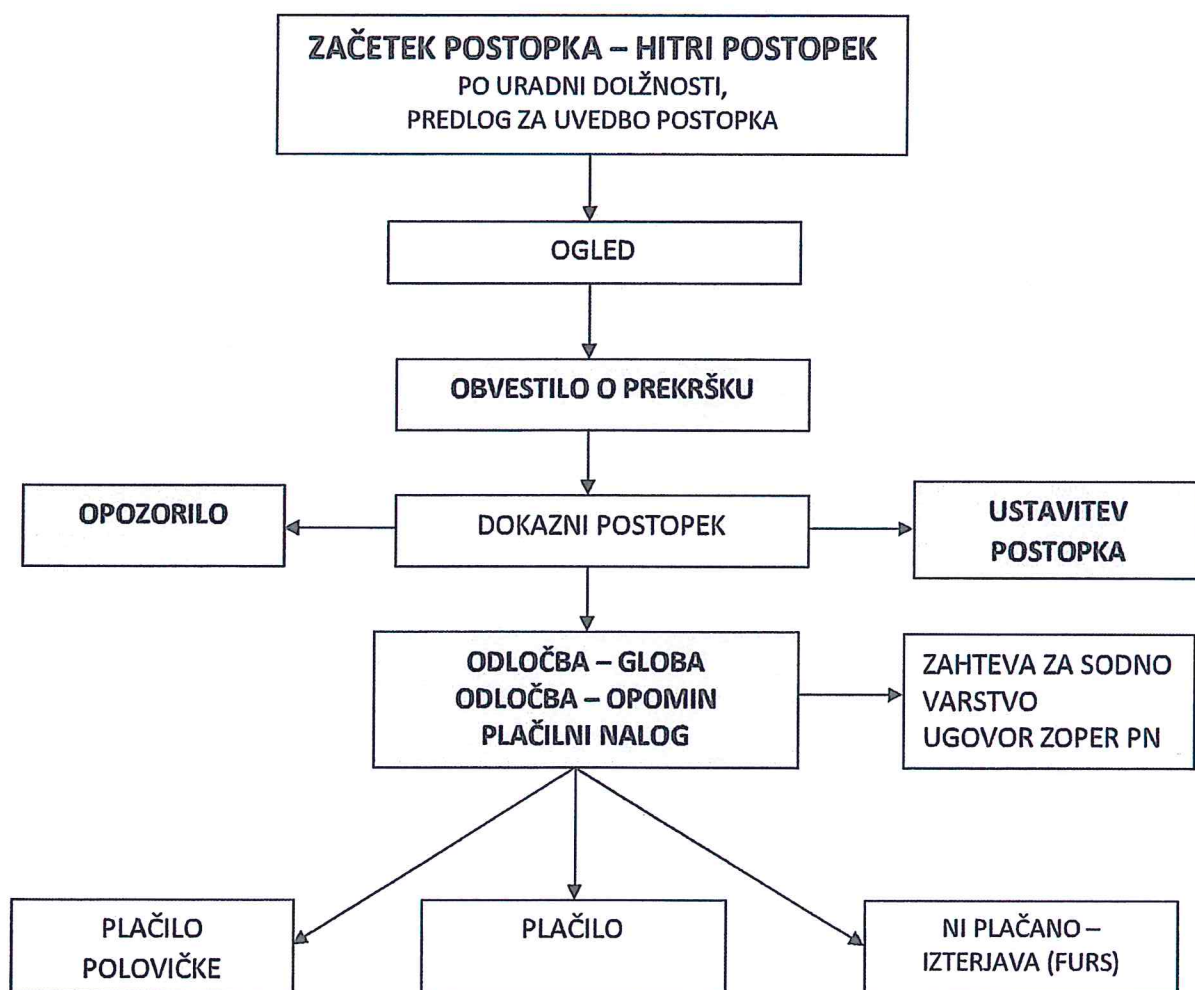 ZAČETEK POSTOPKA – HITRI POSTOPEK
PO URADNI DOLŽNOSTI,
PREDLOG ZA UVEDBO POSTOPKA
OGLED
OBVESTILO O PREKRŠKU
OPOZORILO
DOKAZNI POSTOPEK
USTAVITEV
POSTOPKA
ODLOČBA – GLOBA
ODLOČBA – OPOMIN
PLAČILNI NALOG
ZAHTEVA ZA SODNO
VARSTVO
UGOVOR ZOPER PN
PLAČILO
POLOVIČKE
PLAČILO
NI PLAČANO –
IZTERJAVA (FURS)